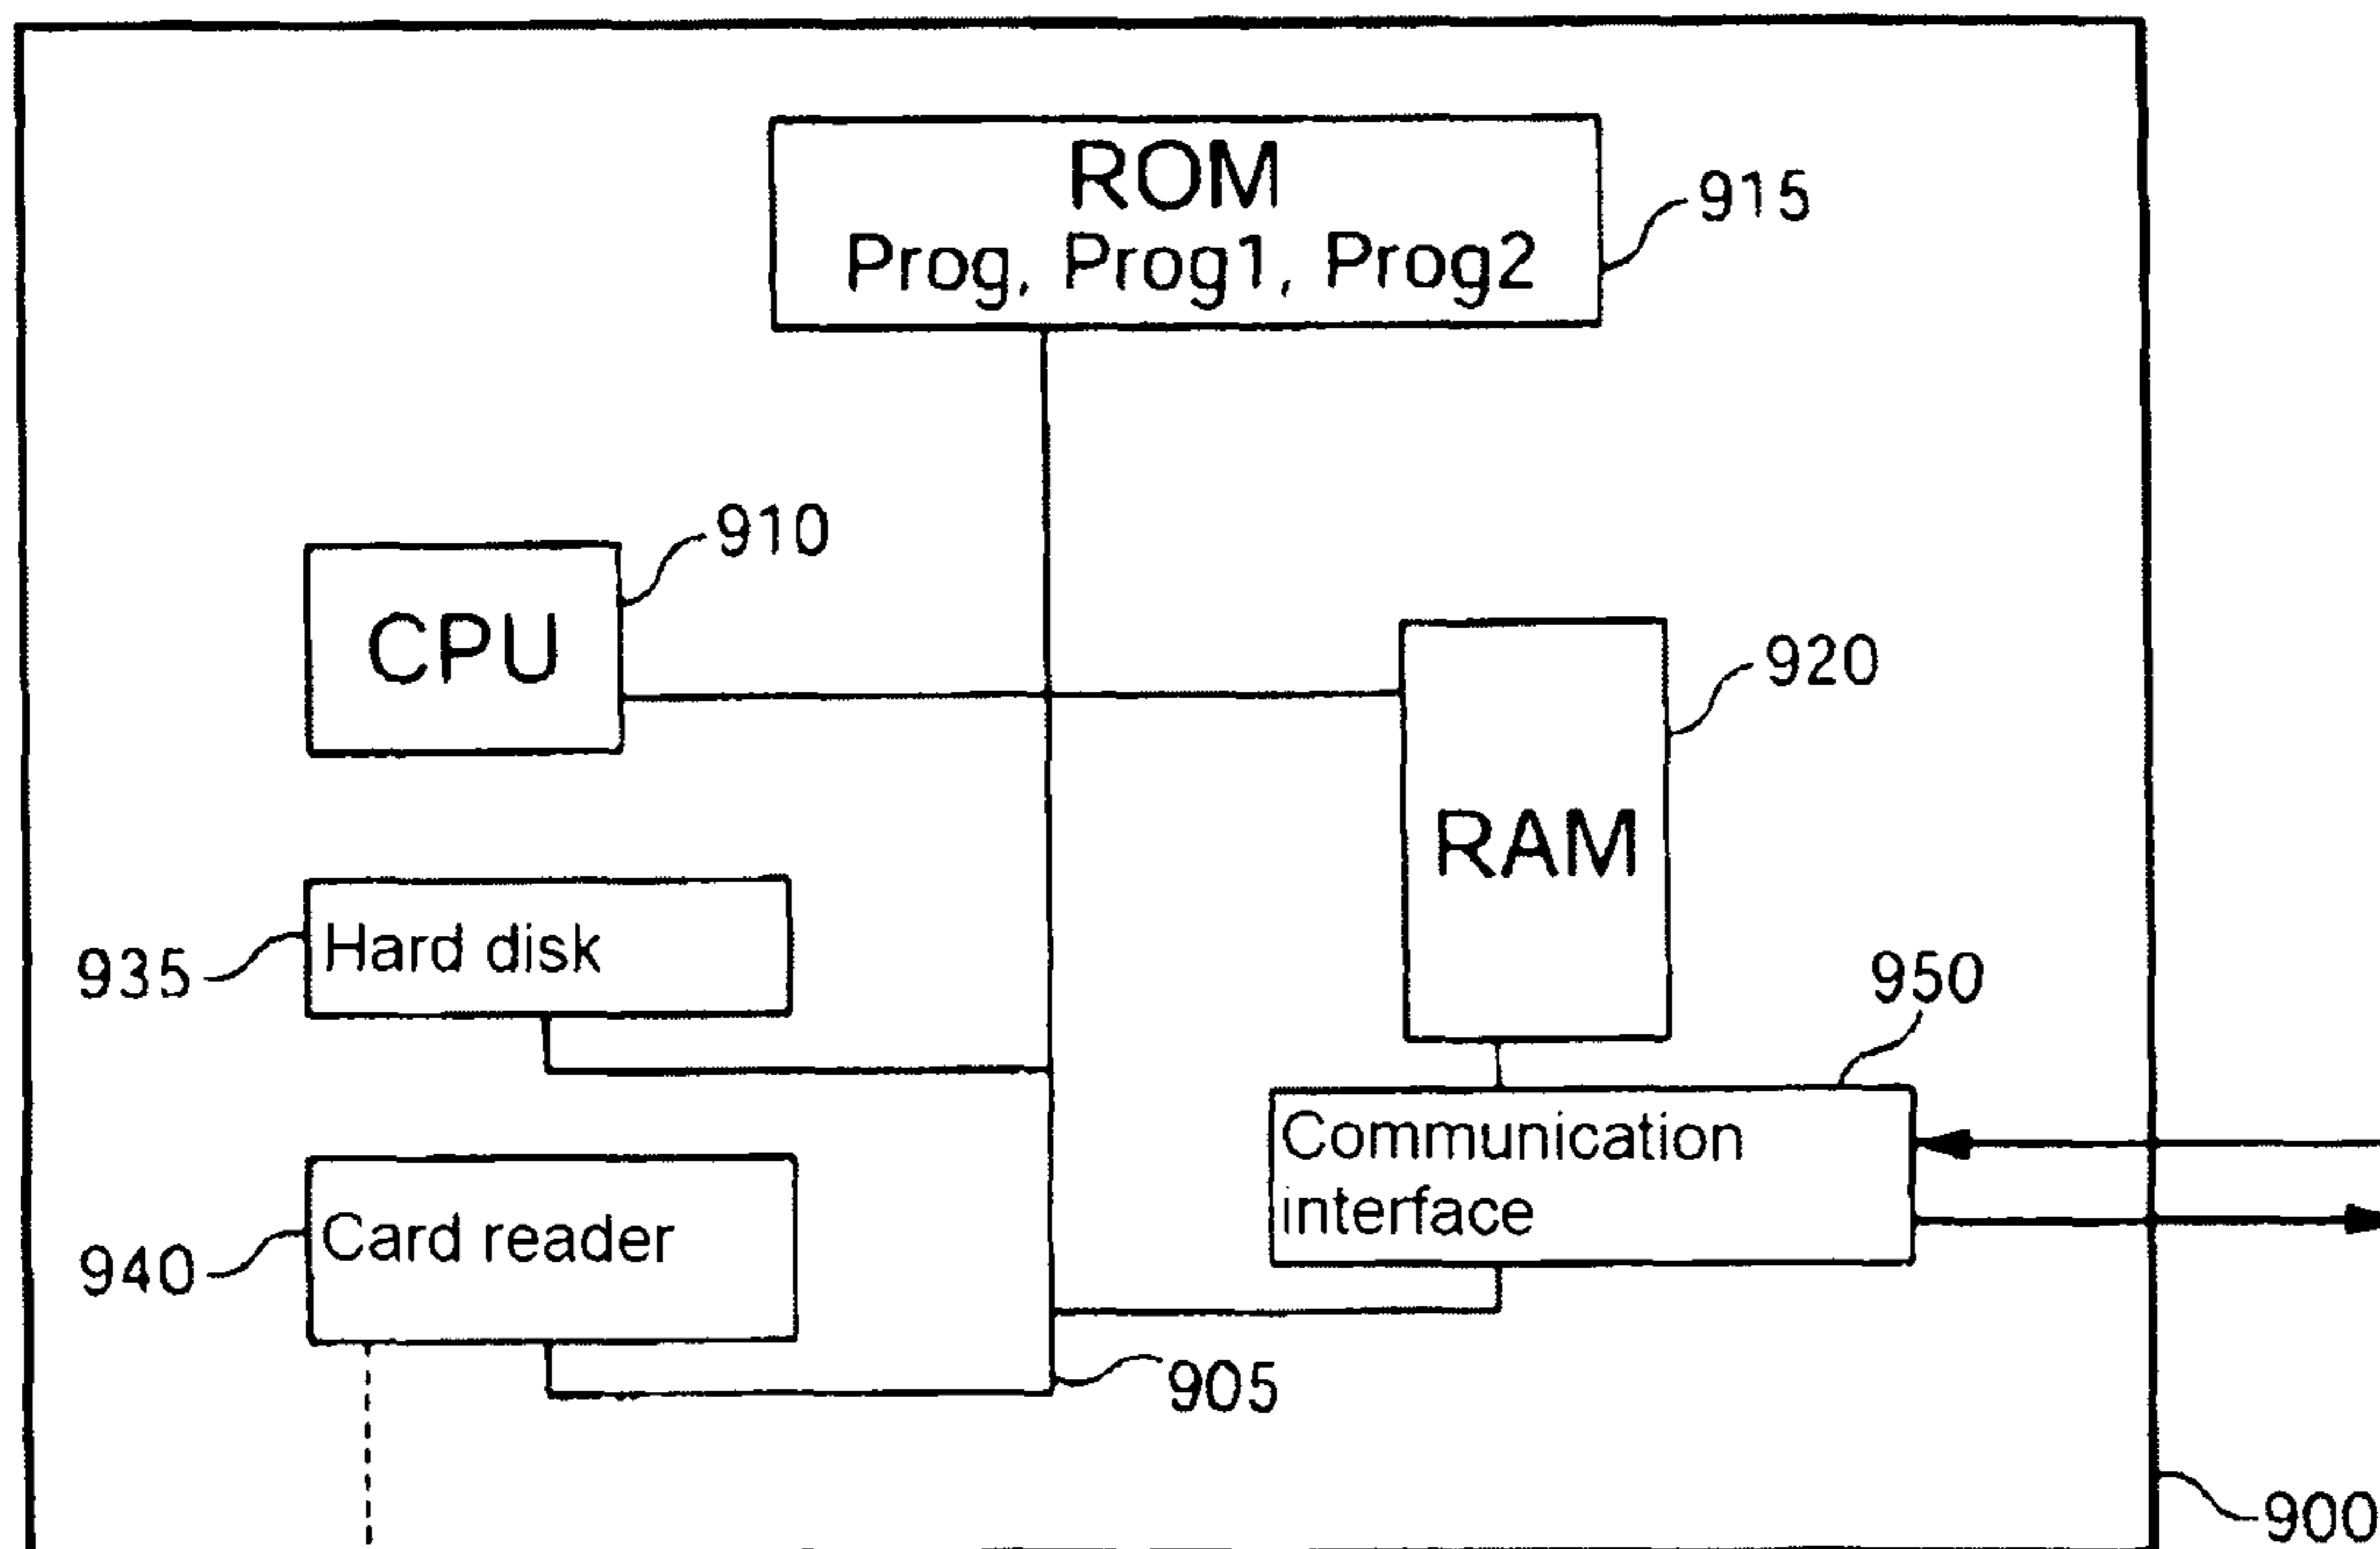 ROM
Prog, Prog1, Prog2
915
910
CPU
920
RAM
935
Hard disk
950
Communication
interface
940
Card reader
905
900